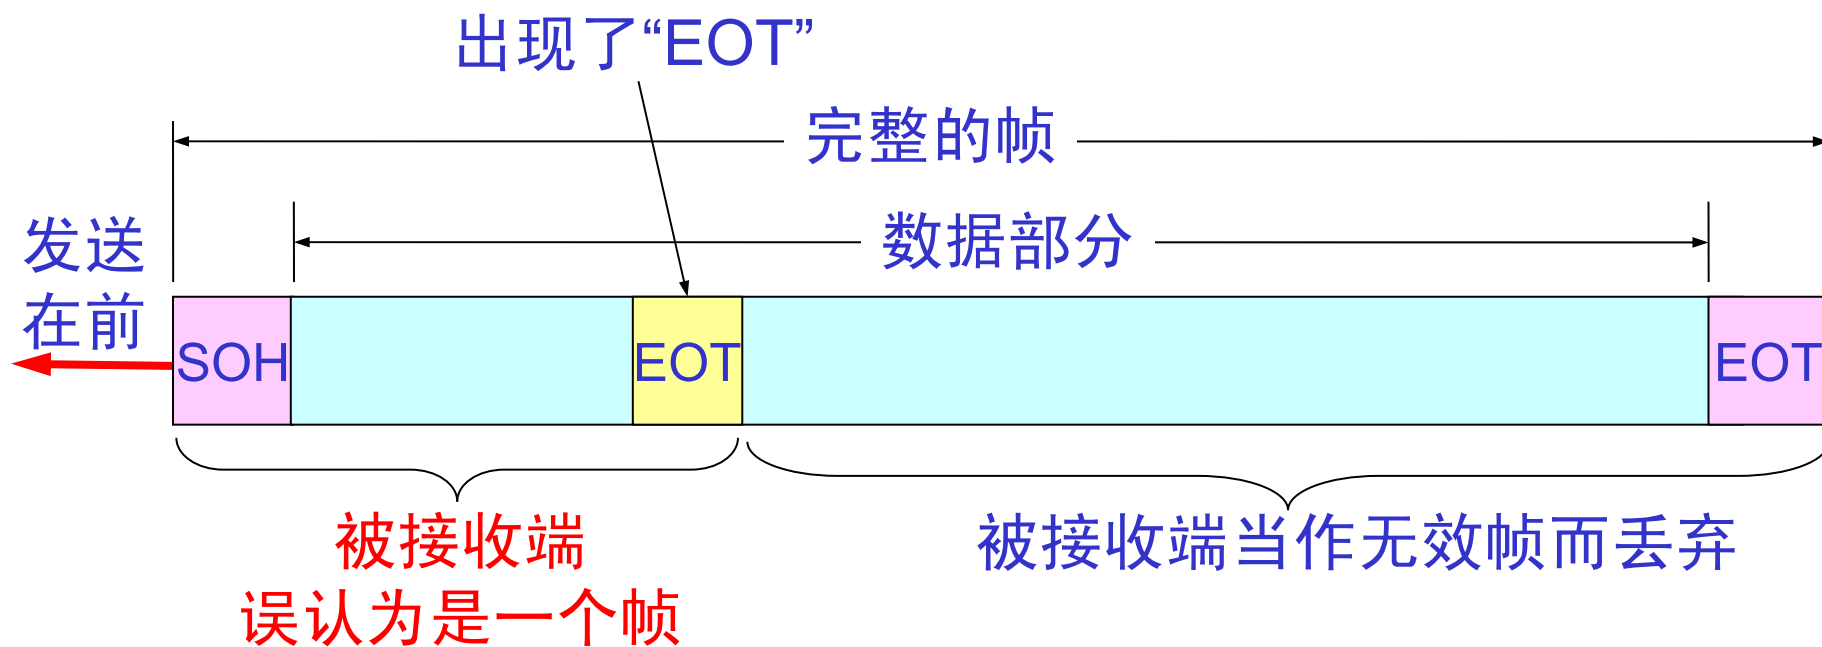 出现了“EOT”
完整的帧
数据部分
发送
在前
SOH
EOT
EOT
被接收端
误认为是一个帧
被接收端当作无效帧而丢弃